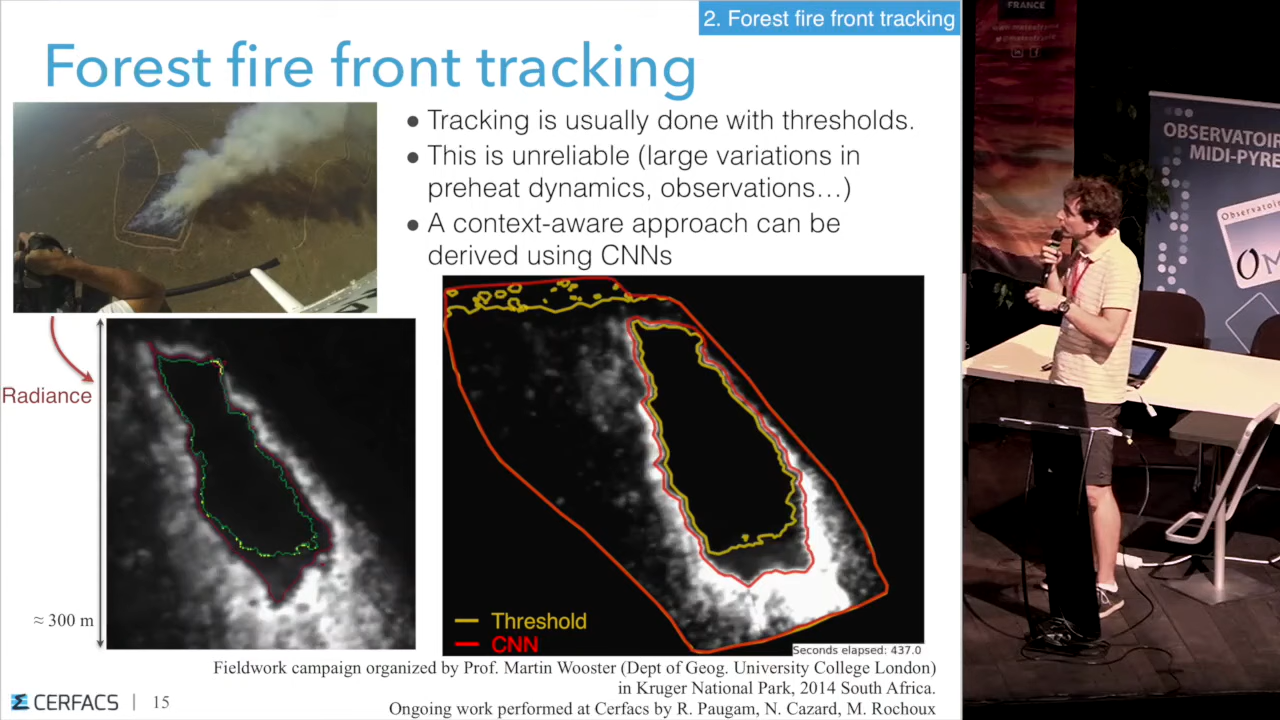 2. Forest fire front tracking
Forest fire front tracking
● Tracking is usually done with thresholds.
● This is unreliable (large variations in
preheat dynamics, observations…)
● A context-aware approach can be
derived using CNNs
Radiance
≈ 300 m
Threshold
CNN
Seconds elapsed: 437.0
Fieldwork campaign organized by Prof. Martin Wooster (Dept of Geog. University College London)
in Kruger National Park, 2014 South Africa.
Ongoing work performed at Cerfacs by R. Paugam, N. Cazard, M. Rochoux
CERFACS | 15
FRANCE
OBSERVATOIR
MIDI-PYRE
Observatoir
OM